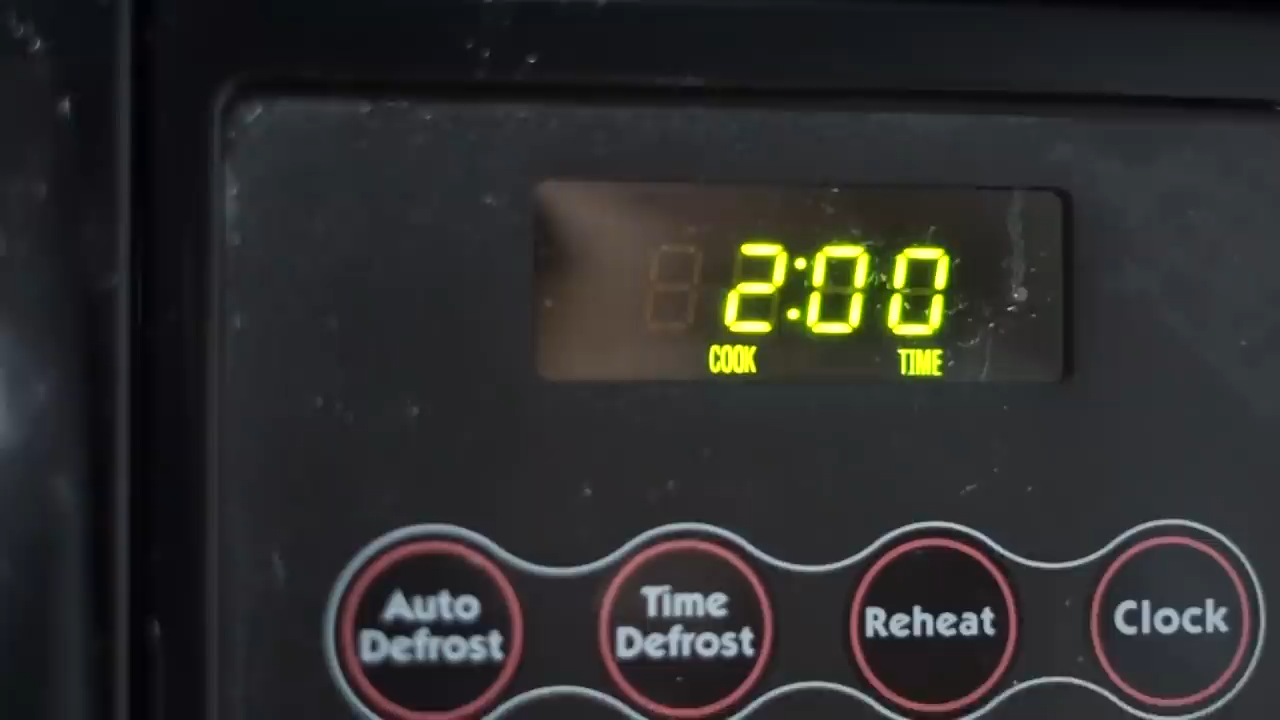 2:00
COOK TIME
Auto Defrost
Time Defrost
Reheat
Clock